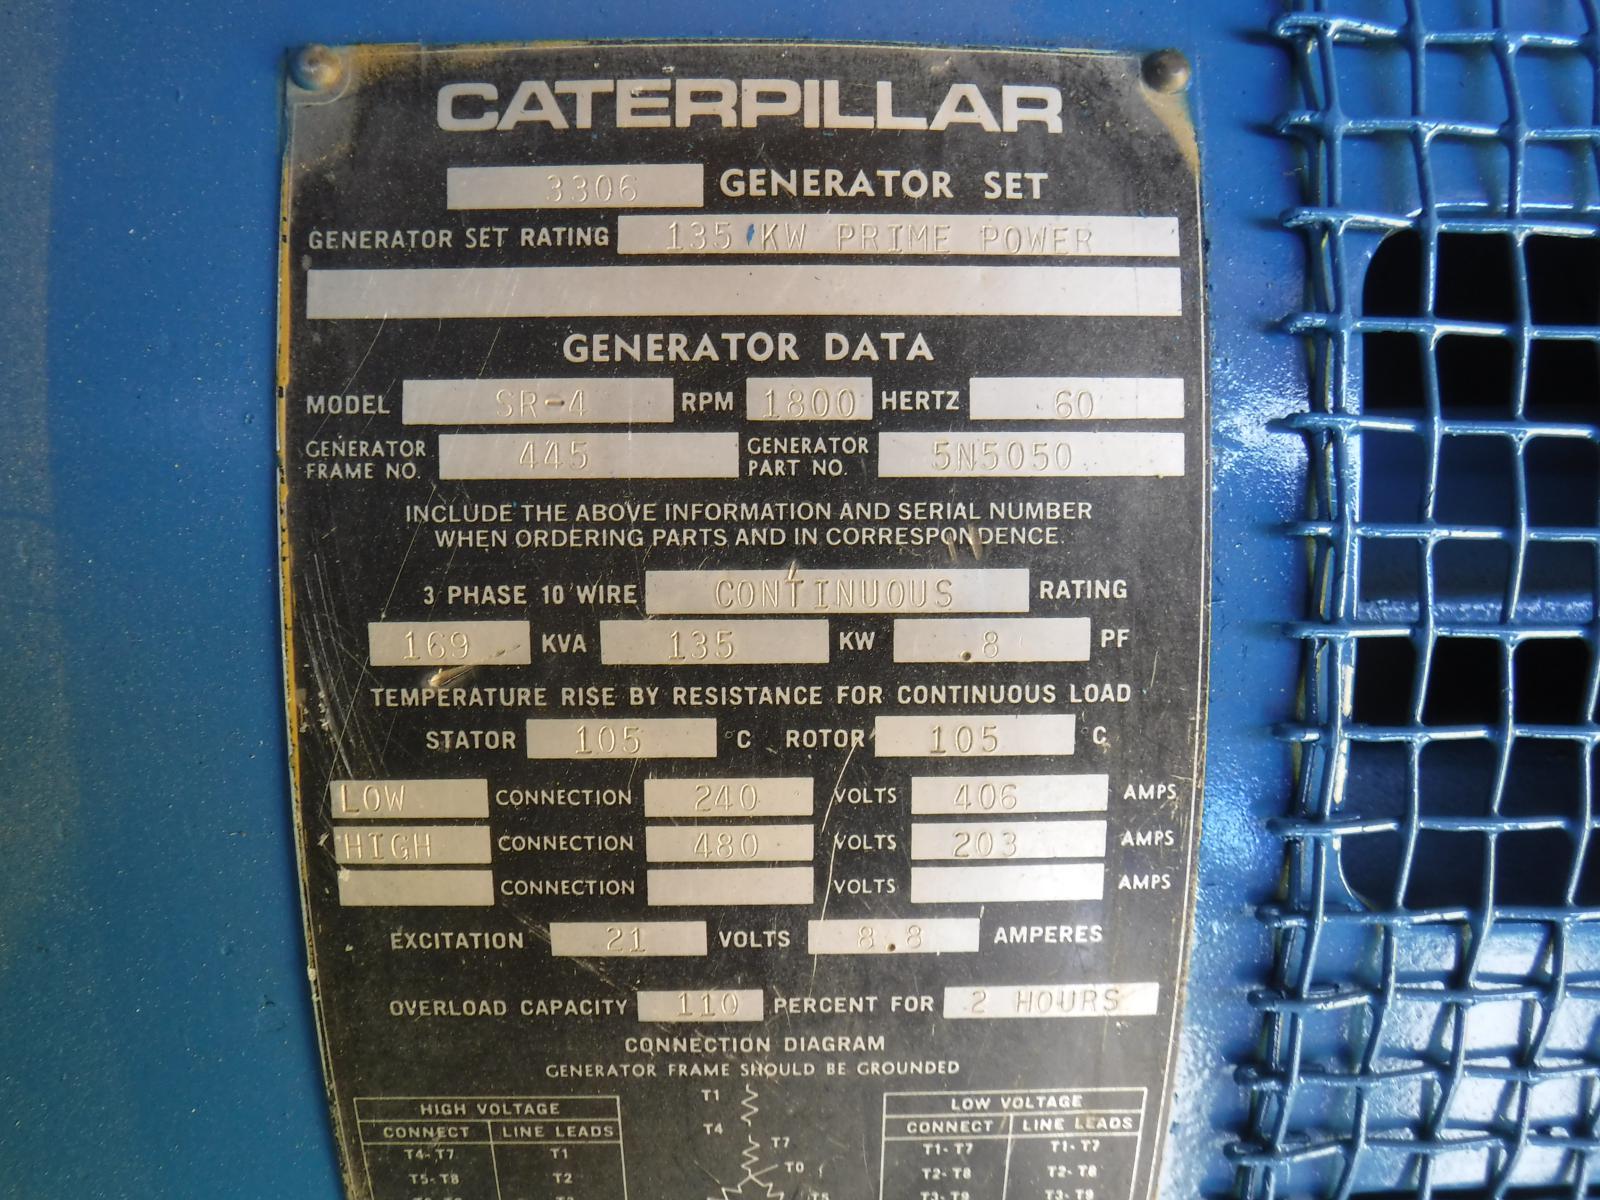 CATERPILLAR
3306 GENERATOR SET
GENERATOR SET RATING 135 KW PRIME POWER
GENERATOR DATA
MODEL SR-4 RPM 1800 HERTZ 60
GENERATOR FRAME NO. 445 GENERATOR PART NO. 5N5050
INCLUDE THE ABOVE INFORMATION AND SERIAL NUMBER
WHEN ORDERING PARTS AND IN CORRESPONDENCE.
3 PHASE 10 WIRE CONTINUOUS RATING
169 KVA 135 KW .8 PF
TEMPERATURE RISE BY RESISTANCE FOR CONTINUOUS LOAD
STATOR 105 °C ROTOR 105 °C
LOW CONNECTION 240 VOLTS 406 AMPS
HIGH CONNECTION 480 VOLTS 203 AMPS
CONNECTION VOLTS AMPS
EXCITATION 21 VOLTS 8.8 AMPERES
OVERLOAD CAPACITY 110 PERCENT FOR 2 HOURS
CONNECTION DIAGRAM
GENERATOR FRAME SHOULD BE GROUNDED
HIGH VOLTAGE
CONNECT LINE LEADS
T4-T7 T1
T5-T8 T2
T1
T4
T7
T0
T5
LOW VOLTAGE
CONNECT LINE LEADS
T1-T7 T1-T7
T2-T8 T2-T8
T3-T9 T3-T9